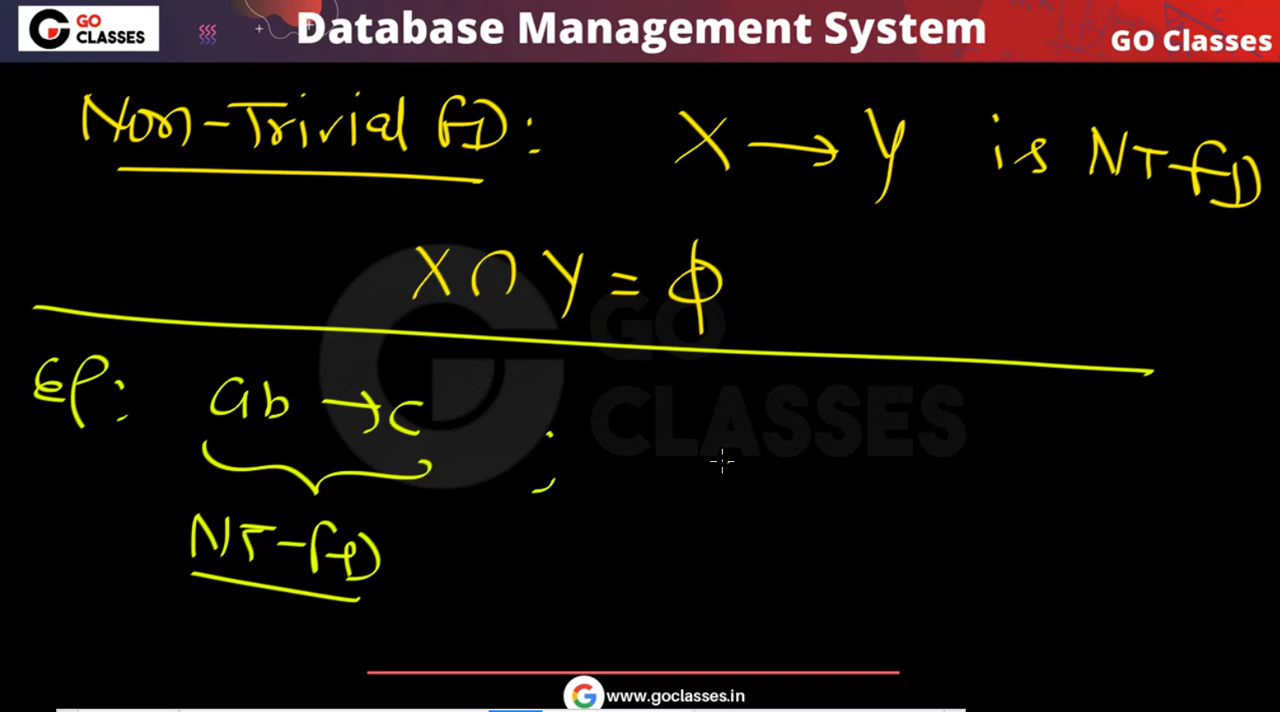 GO CLASSES
Database Management System
GO Classes
Non-Trivial FD: X → Y is NT-FD
X ∩ Y = ϕ
GO CLASSES
Eg: ab → c ;
NT-FD
www.goclasses.in